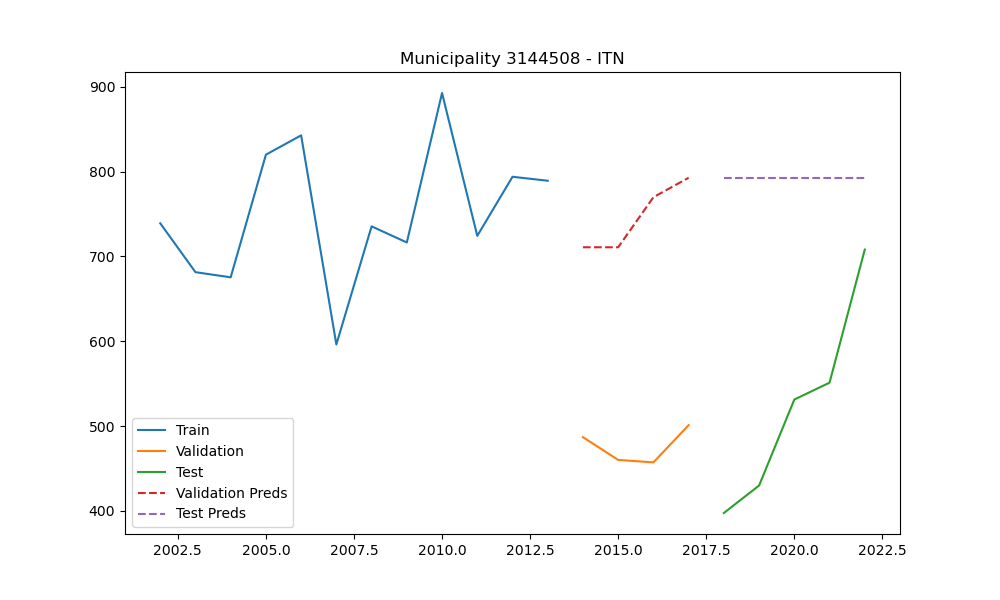 Municipality 3144508 - ITN
900
800
700
600
500
400
Train
Validation
Test
Validation Preds
Test Preds
2002.5 2005.0 2007.5 2010.0 2012.5 2015.0 2017.5 2020.0 2022.5